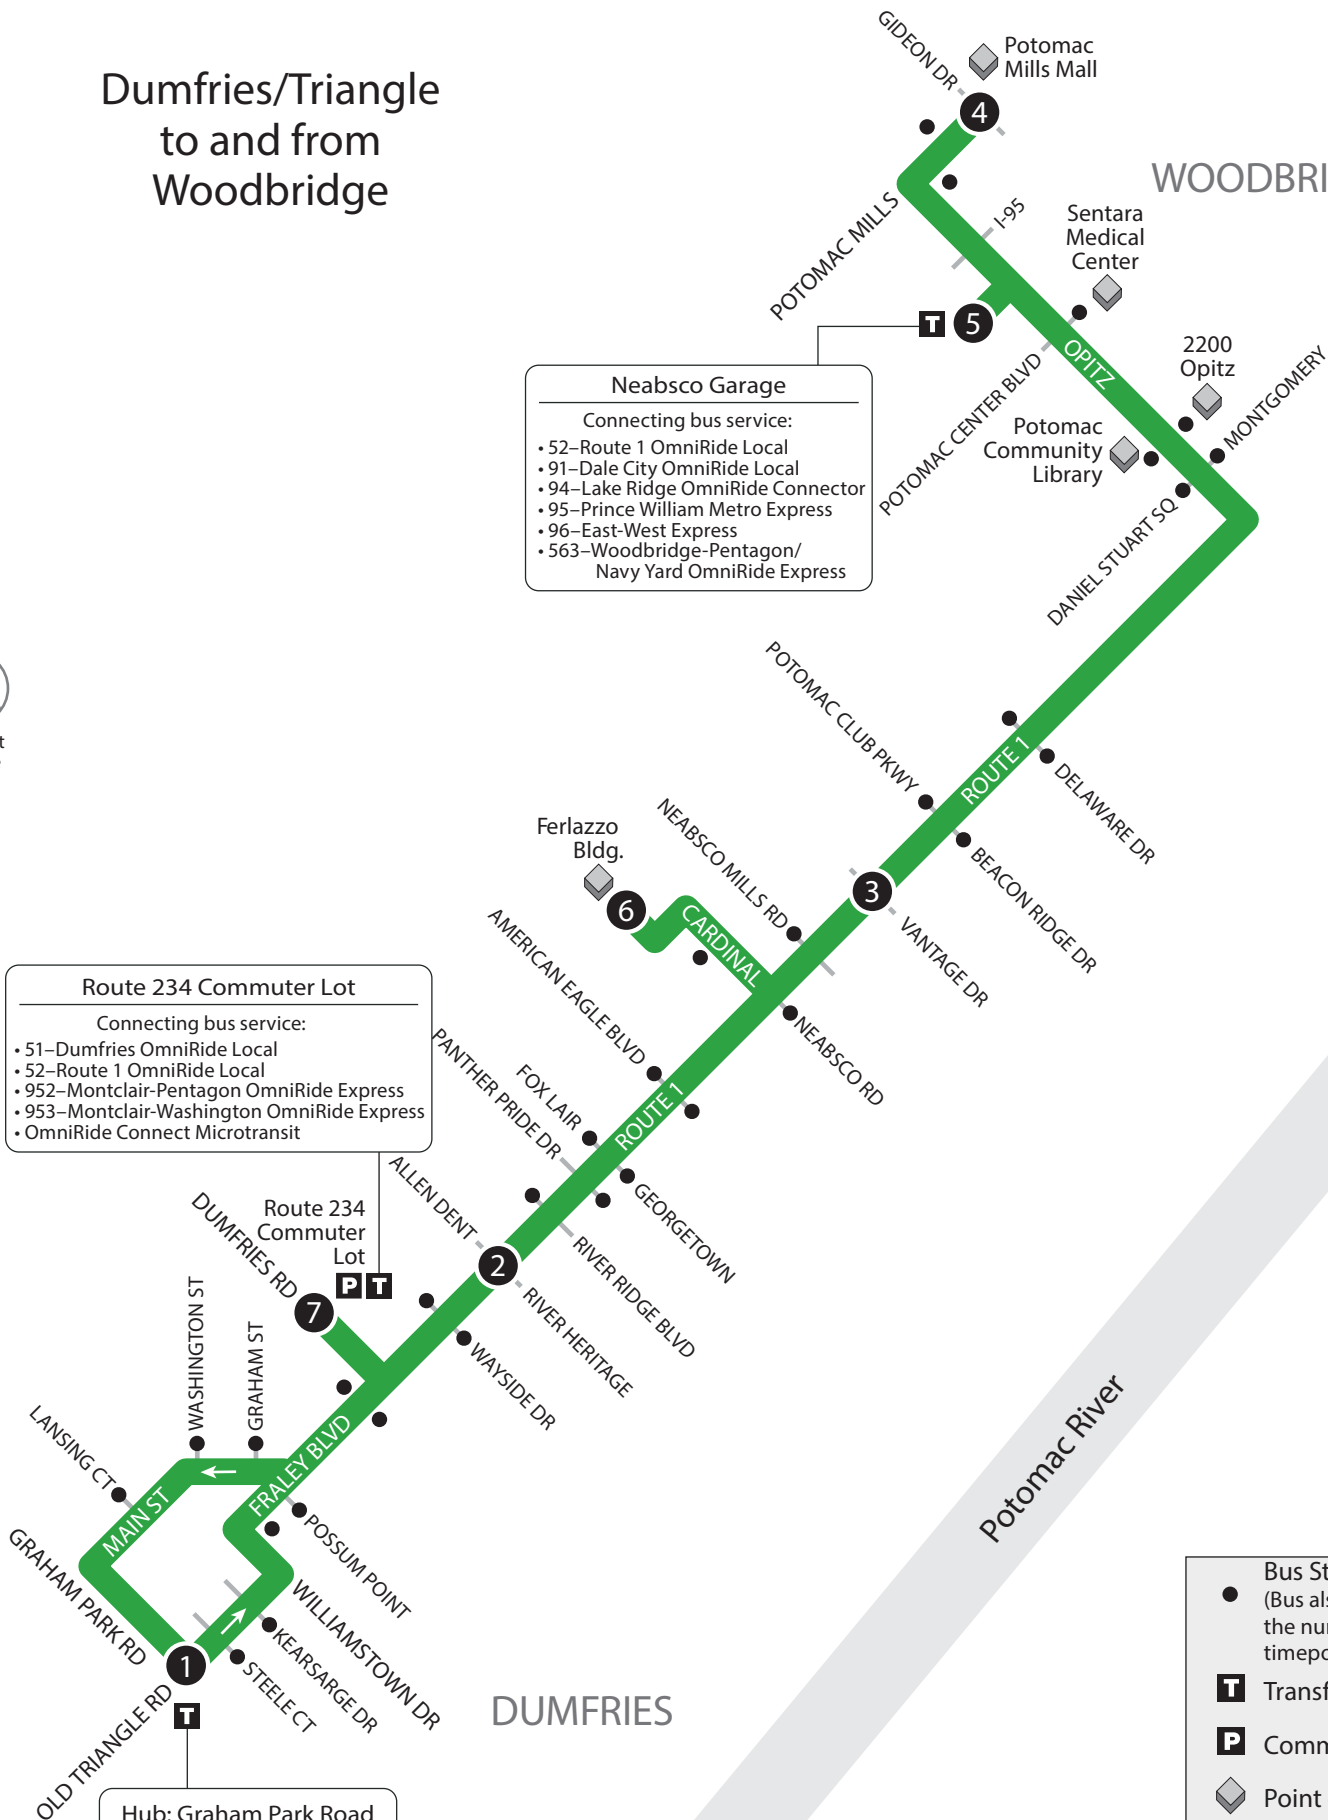 Dumfries/Triangle
to and from
Woodbridge
GIDEON DR
Potomac
Mills Mall
4
POTOMAC MILLS
I-95
Sentara
Medical
Center
T
5
OPITZ
POTOMAC CENTER BLVD
2200
Opitz
MONTGOMERY
Potomac
Community
Library
DANIEL STUART SQ
Neabsco Garage
Connecting bus service:
• 52–Route 1 OmniRide Local
• 91–Dale City OmniRide Local
• 94–Lake Ridge OmniRide Connector
• 95–Prince William Metro Express
• 96–East-West Express
• 563–Woodbridge-Pentagon/
Navy Yard OmniRide Express
POTOMAC CLUB PKWY
ROUTE 1
DELAWARE DR
BEACON RIDGE DR
NEABSCO MILLS RD
3
VANTAGE DR
Ferlazzo
Bldg.
6
CARDINAL
AMERICAN EAGLE BLVD
NEABSCO RD
PANTHER PRIDE DR
FOX LAIR
ROUTE 1
GEORGETOWN
RIVER RIDGE BLVD
Route 234 Commuter Lot
Connecting bus service:
• 51–Dumfries OmniRide Local
• 52–Route 1 OmniRide Local
• 952–Montclair-Pentagon OmniRide Express
• 953–Montclair-Washington OmniRide Express
• OmniRide Connect Microtransit
ALLEN DENT
2
RIVER HERITAGE
DUMFRIES RD
Route 234
Commuter
Lot
P T
7
WAYSIDE DR
WASHINGTON ST
GRAHAM ST
LANSING CT
FRALEY BLVD
MAIN ST
POSSUM POINT
GRAHAM PARK RD
WILLIAMSTOWN DR
KEARSARGE DR
STEELE CT
1
OLD TRIANGLE RD
T
Hub: Graham Park Road
DUMFRIES
Potomac River
(Bus
the
T
P
Point